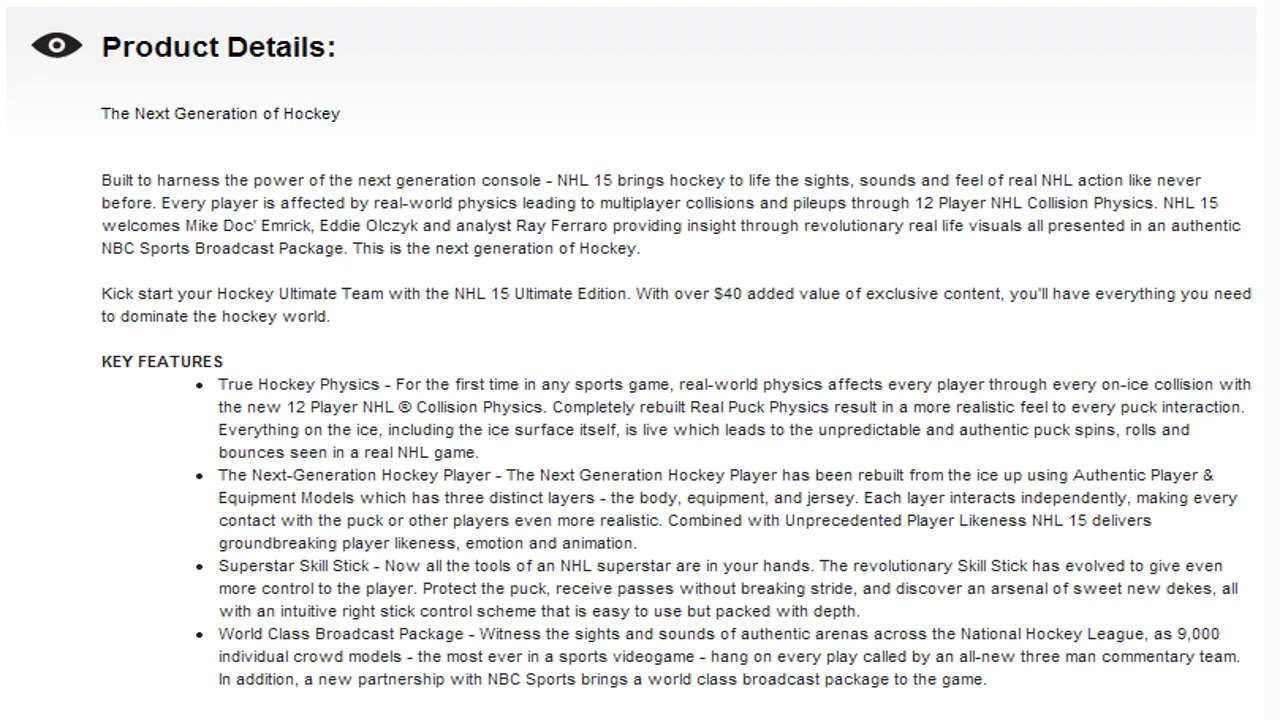 Product Details:
The Next Generation of Hockey
Built to harness the power of the next generation console - NHL 15 brings hockey to life the sights, sounds and feel of real NHL action like never
before. Every player is affected by real-world physics leading to multiplayer collisions and pileups through 12 Player NHL Collision Physics. NHL 15
welcomes Mike Doc' Emrick, Eddie Olczyk and analyst Ray Ferraro providing insight through revolutionary real life visuals all presented in an authentic
NBC Sports Broadcast Package. This is the next generation of Hockey.
Kick start your Hockey Ultimate Team with the NHL 15 Ultimate Edition. With over $40 added value of exclusive content, you'll have everything you need
to dominate the hockey world.
KEY FEATURES
• True Hockey Physics - For the first time in any sports game, real-world physics affects every player through every on-ice collision with
the new 12 Player NHL ® Collision Physics. Completely rebuilt Real Puck Physics result in a more realistic feel to every puck interaction.
Everything on the ice, including the ice surface itself, is live which leads to the unpredictable and authentic puck spins, rolls and
bounces seen in a real NHL game.
• The Next-Generation Hockey Player - The Next Generation Hockey Player has been rebuilt from the ice up using Authentic Player &
Equipment Models which has three distinct layers - the body, equipment, and jersey. Each layer interacts independently, making every
contact with the puck or other players even more realistic. Combined with Unprecedented Player Likeness NHL 15 delivers
groundbreaking player likeness, emotion and animation.
• Superstar Skill Stick - Now all the tools of an NHL superstar are in your hands. The revolutionary Skill Stick has evolved to give even
more control to the player. Protect the puck, receive passes without breaking stride, and discover an arsenal of sweet new dekes, all
with an intuitive right stick control scheme that is easy to use but packed with depth.
• World Class Broadcast Package - Witness the sights and sounds of authentic arenas across the National Hockey League, as 9,000
individual crowd models - the most ever in a sports videogame - hang on every play called by an all-new three man commentary team.
In addition, a new partnership with NBC Sports brings a world class broadcast package to the game.